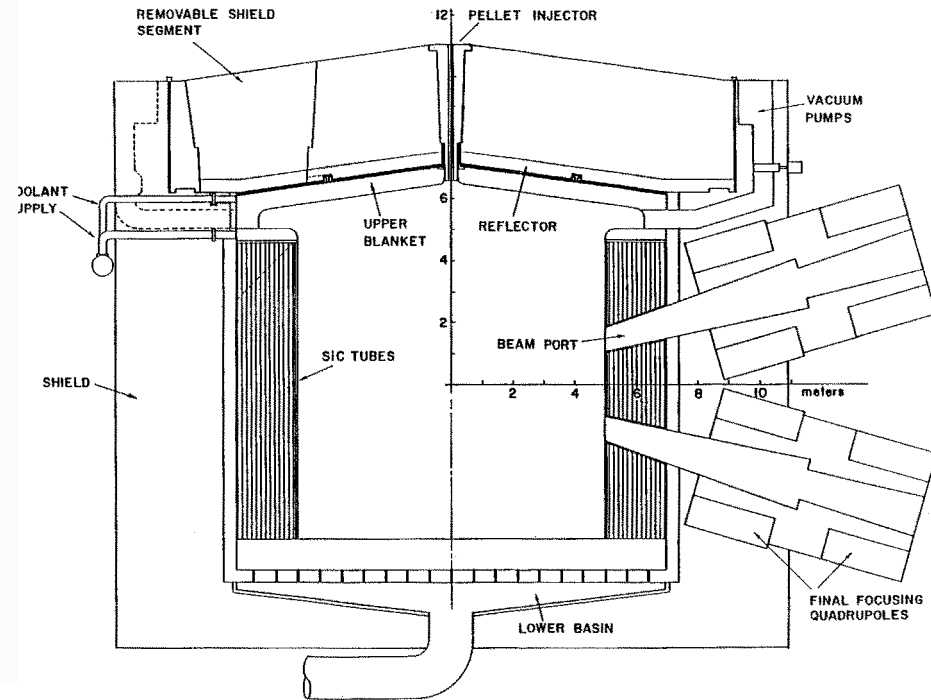 REMOVABLE SHIELD
SEGMENT
12
PELLET INJECTOR
VACUUM
PUMPS
OOLANT
SUPPLY
6
UPPER
BLANKET
REFLECTOR
4
2
BEAM PORT
SIC TUBES
SHIELD
2 4 6 8 10 meters
FINAL FOCUSING
QUADRUPOLES
LOWER BASIN